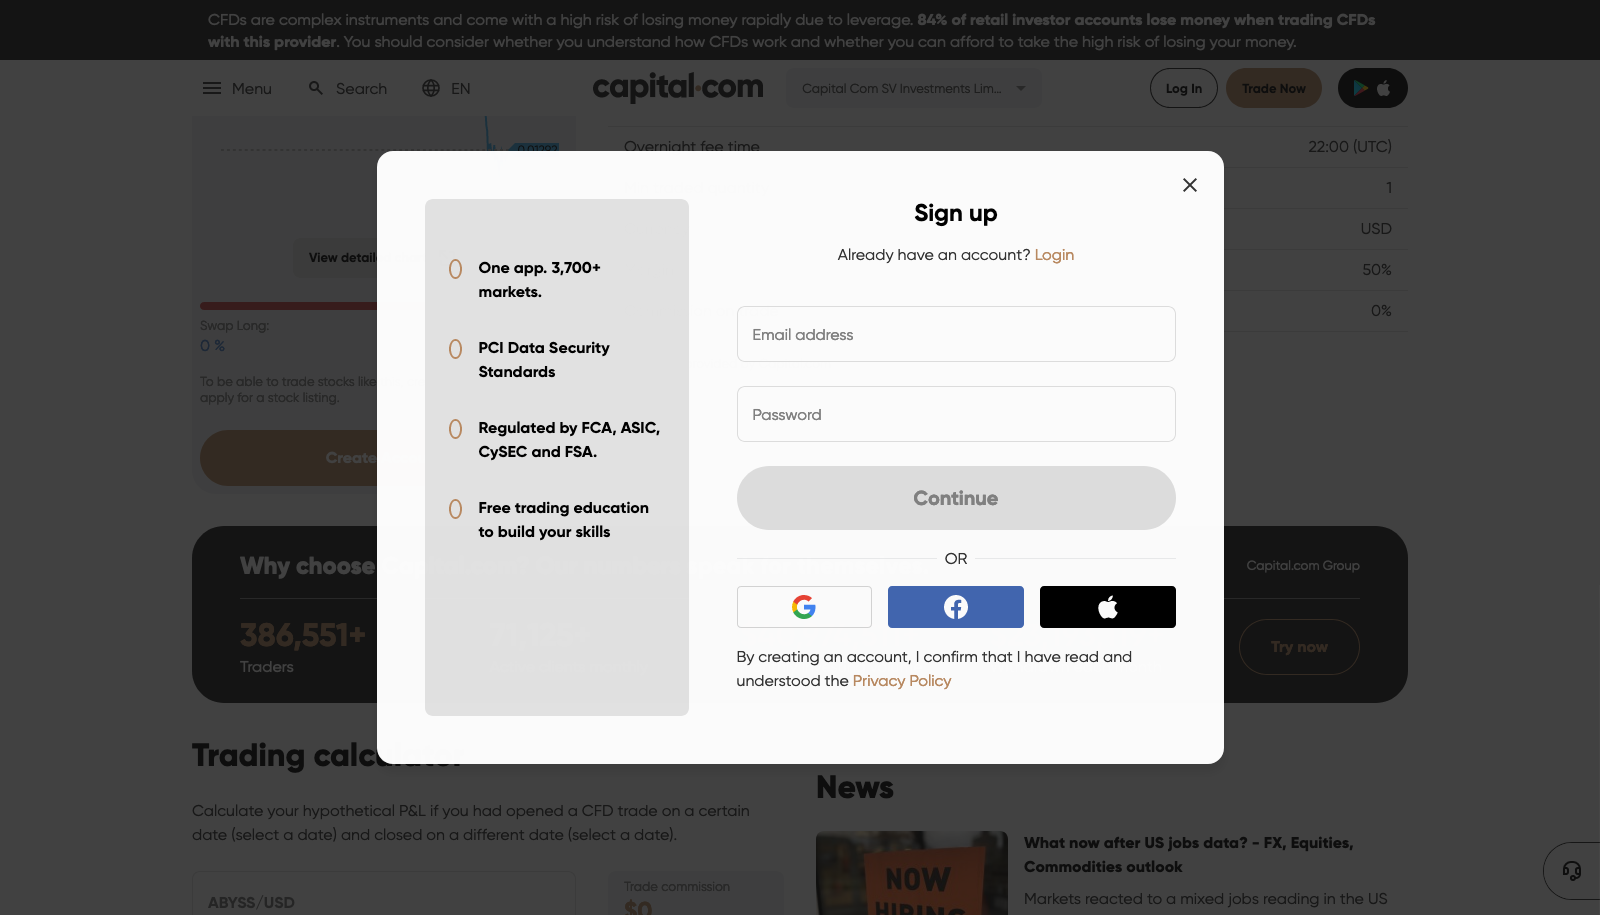 CFDs are complex instruments and come with a high risk of losing money rapidly due to leverage. 84% of retail investor accounts lose money when trading CFDs
with this provider. You should consider whether you understand how CFDs work and whether you can afford to take the high risk of losing your money.
Menu
Search
EN
capital.com
Capital Com SV Investments Lim...
Log In
Trade Now
0.01292
Overnight fee time
22:00 (UTC)
1
View details
USD
50%
0%
Swap Long:
0 %
To be able to trade stocks like
apply for a stock listing.
Create
Sign up
Already have an account? Login
One app. 3,700+
markets.
PCI Data Security
Standards
Regulated by FCA, ASIC,
CySEC and FSA.
Free trading education
to build your skills
Email address
Password
Continue
OR
By creating an account, I confirm that I have read and
understood the Privacy Policy
Why choose
Capital.com Group
386,551+
Traders
Try now
Trading calculator
Calculate your hypothetical P&L if you had opened a CFD trade on a certain
date (select a date) and closed on a different date (select a date).
ABYSS/USD
Trade commission
$0
News
NOW
HIRING
What now after US jobs data? - FX, Equities,
Commodities outlook
Markets reacted to a mixed jobs reading in the US